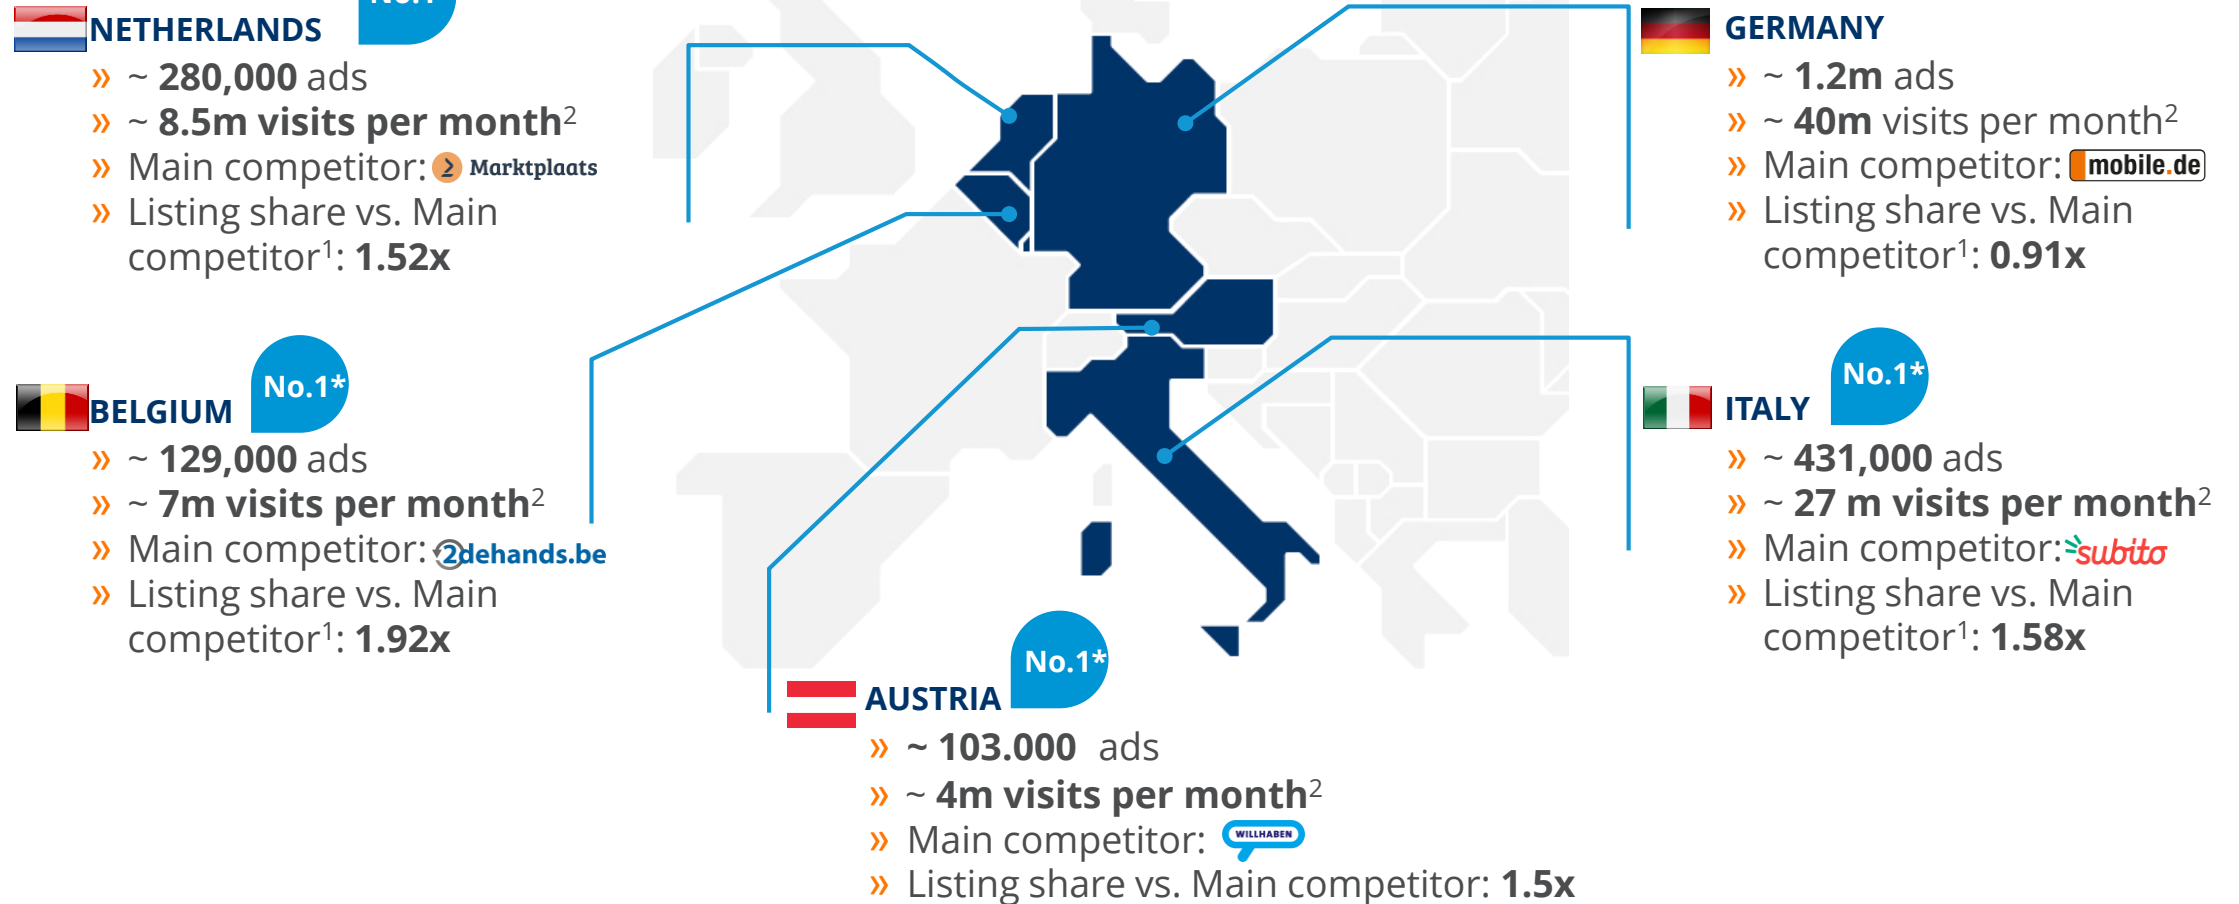 No.1
NETHERLANDS
» ~ 280,000 ads
» ~ 8.5m visits per month²
» Main competitor: Marktplaats
» Listing share vs. Main
competitor¹: 1.52x
GERMANY
» ~ 1.2m ads
» ~ 40m visits per month²
» Main competitor: mobile.de
» Listing share vs. Main
competitor¹: 0.91x
No.1*
BELGIUM
» ~ 129,000 ads
» ~ 7m visits per month²
» Main competitor: 2dehands.be
» Listing share vs. Main
competitor¹: 1.92x
No.1*
ITALY
» ~ 431,000 ads
» ~ 27 m visits per month²
» Main competitor: subito
» Listing share vs. Main
competitor¹: 1.58x
No.1*
AUSTRIA
» ~ 103.000 ads
» ~ 4m visits per month²
» Main competitor: WILLHABEN
» Listing share vs. Main competitor: 1.5x